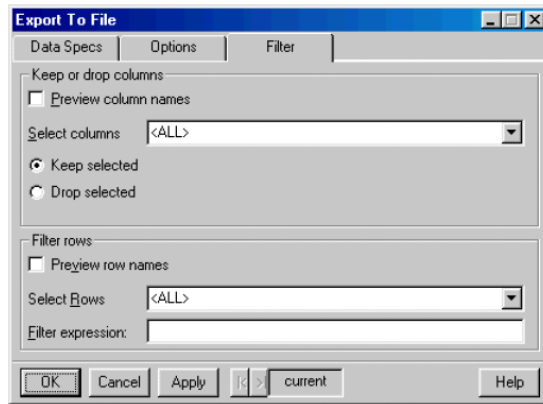 Export To File
Data Specs Options Filter
Keep or drop columns
Preview column names
Select columns <ALL>
Keep selected
Drop selected
Filter rows
Preview row names
Select Rows <ALL>
Filter expression:
OK Cancel Apply current Help